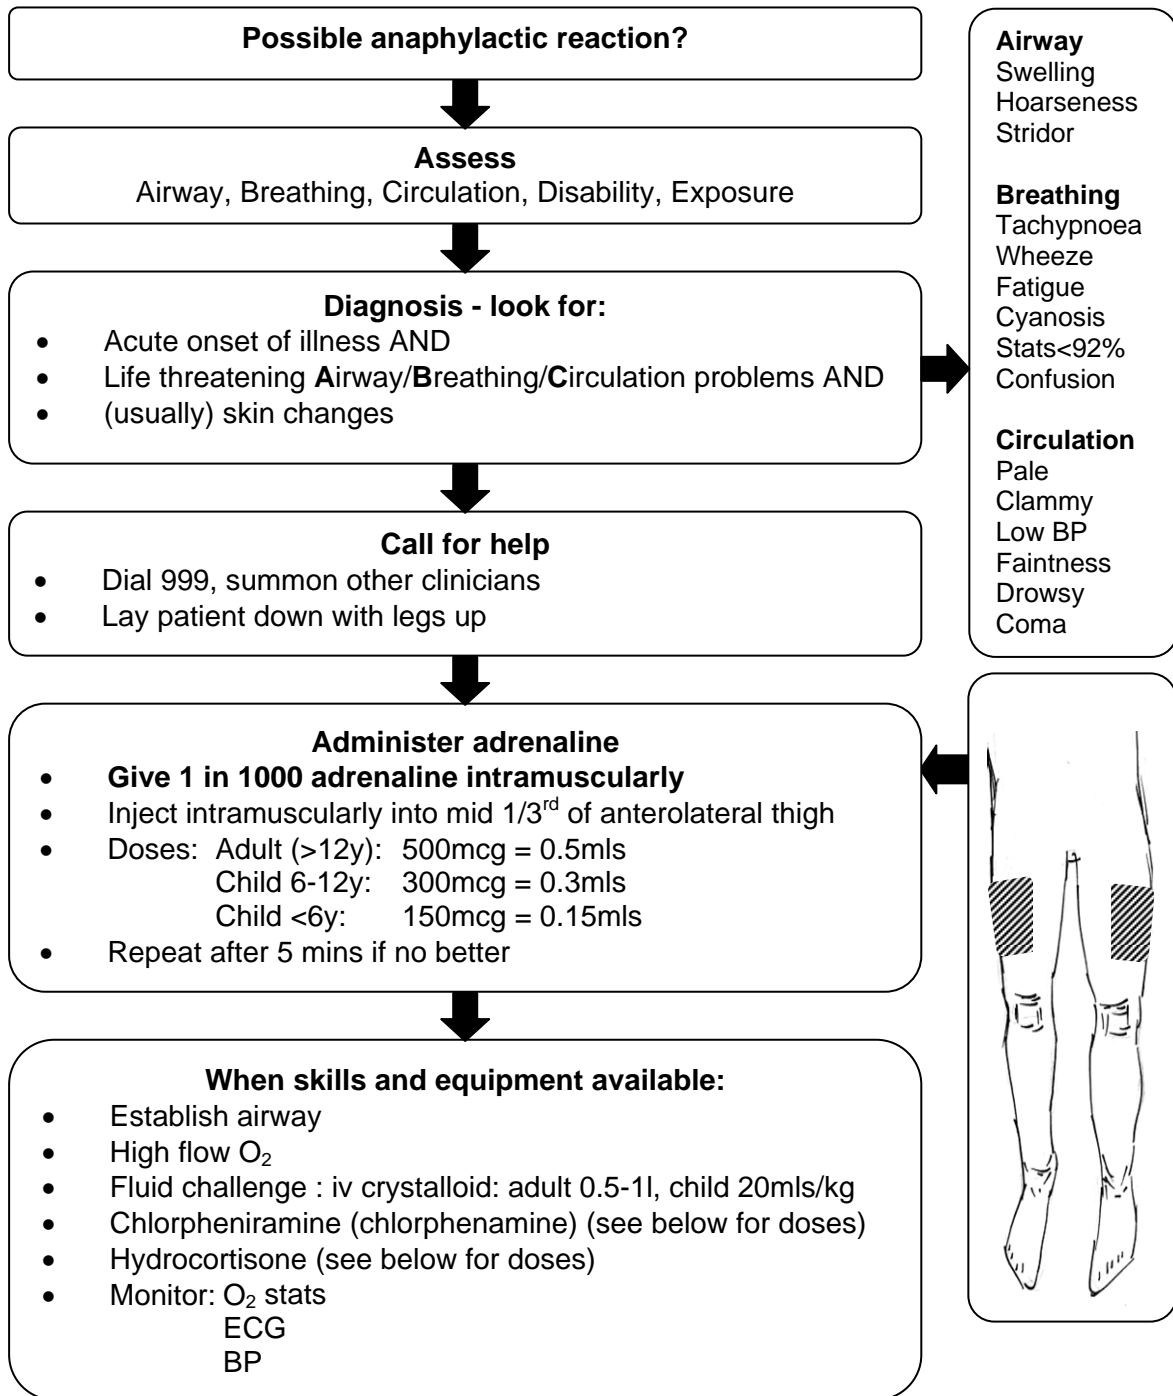 Possible anaphylactic reaction?
Assess
Airway, Breathing, Circulation, Disability, Exposure
Diagnosis - look for:
• Acute onset of illness AND
• Life threatening Airway/Breathing/Circulation problems AND
• (usually) skin changes
Airway
Swelling
Hoarseness
Stridor
Breathing
Tachypnoea
Wheeze
Fatigue
Cyanosis
Stats<92%
Confusion
Circulation
Pale
Clammy
Low BP
Faintness
Drowsy
Coma
Call for help
• Dial 999, summon other clinicians
• Lay patient down with legs up
Administer adrenaline
• Give 1 in 1000 adrenaline intramuscularly
• Inject intramuscularly into mid 1/3rd of anterolateral thigh
• Doses: Adult (>12y): 500mcg = 0.5mls
Child 6-12y: 300mcg = 0.3mls
Child <6y: 150mcg = 0.15mls
• Repeat after 5 mins if no better
When skills and equipment available:
• Establish airway
• High flow O2
• Fluid challenge : iv crystalloid: adult 0.5-1l, child 20mls/kg
• Chlorpheniramine (chlorphenamine) (see below for doses)
• Hydrocortisone (see below for doses)
• Monitor: O2 stats
ECG
BP